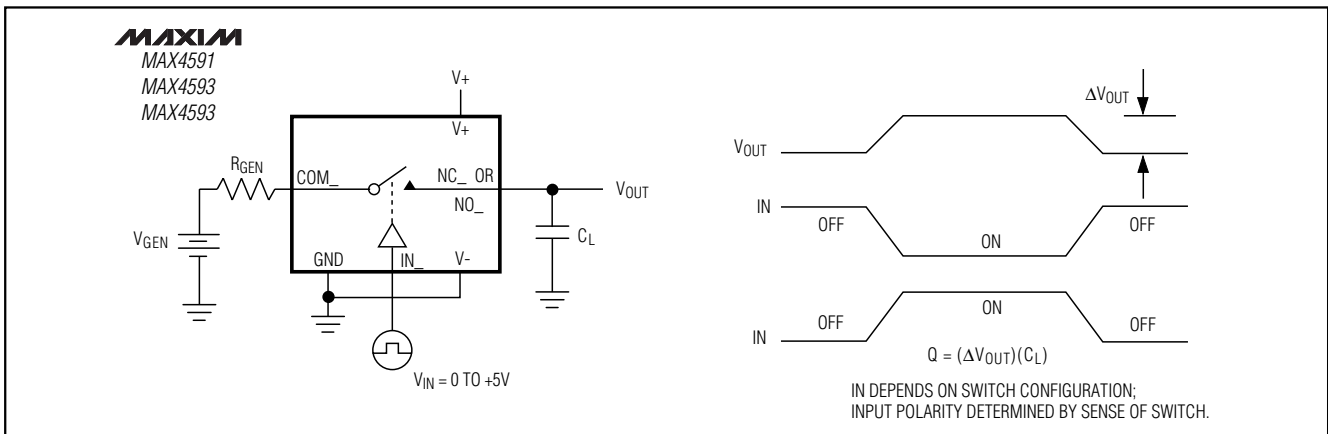 MAXIM
MAX4591
MAX4593
MAX4593
V+
V+
RGEN
COM_
NC_ OR
NO_
VOUT
VGEN
CL
GND
IN_
V-
VIN = 0 TO +5V
ΔVOUT
VOUT
IN
OFF
ON
OFF
IN
OFF
ON
OFF
Q = (ΔVOUT)(CL)
IN DEPENDS ON SWITCH CONFIGURATION;
INPUT POLARITY DETERMINED BY SENSE OF SWITCH.